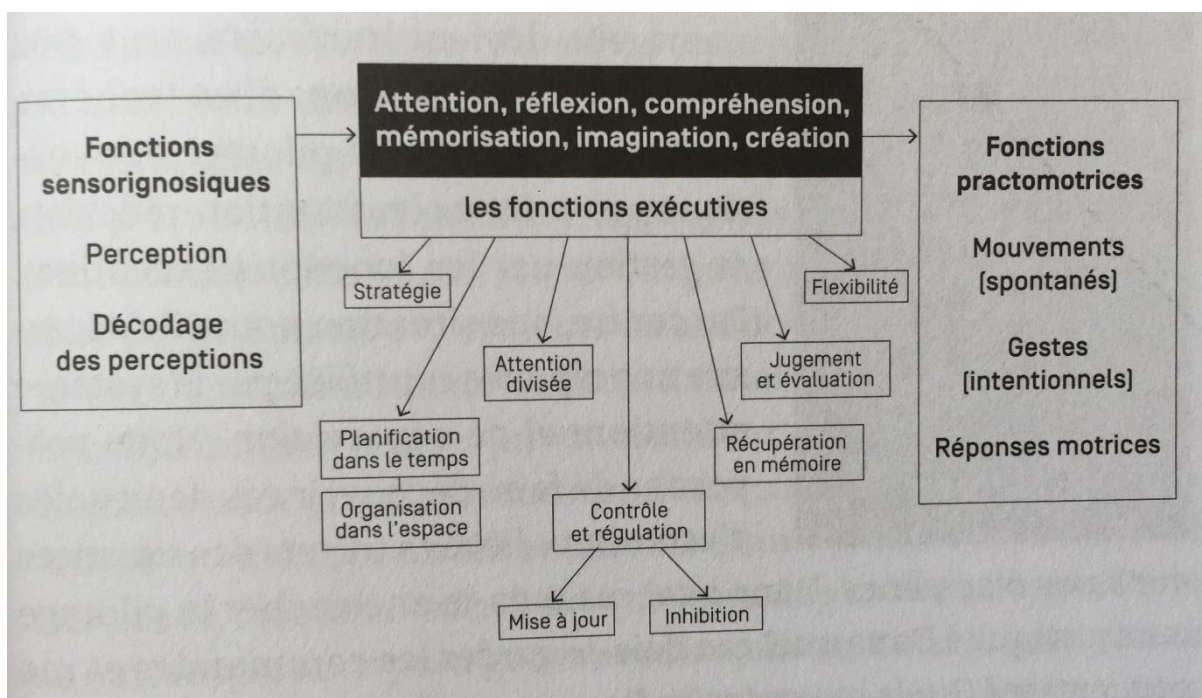 Fonctions
sensorignosiques
Perception
Décodage
des perceptions
Attention, réflexion, compréhension,
mémorisation, imagination, création
les fonctions exécutives
Stratégie
Flexibilité
Attention
divisée
Jugement
et évaluation
Planification
dans le temps
Récupération
en mémoire
Organisation
dans l'espace
Contrôle
et régulation
Mise à jour
Inhibition
Fonctions
practomotrices
Mouvements
(spontanés)
Gestes
(intentionnels)
Réponses motrices